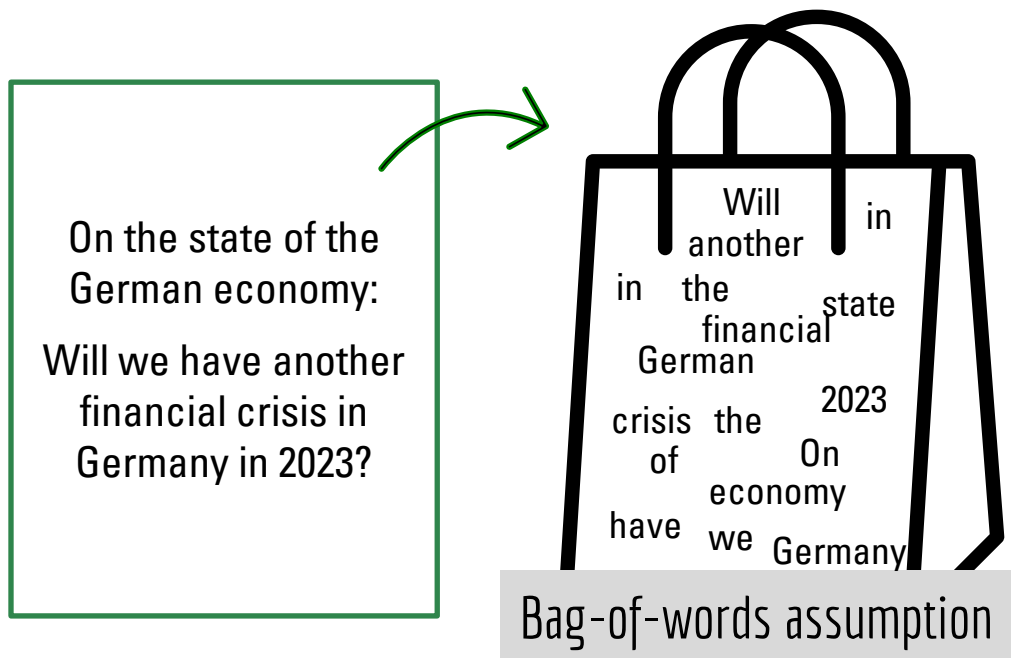 On the state of the
German economy:
Will we have another
financial crisis in
Germany in 2023?
Will
in
another
in the
state
financial
German
2023
crisis the
of
On
economy
have we
Germany
Bag-of-words assumption